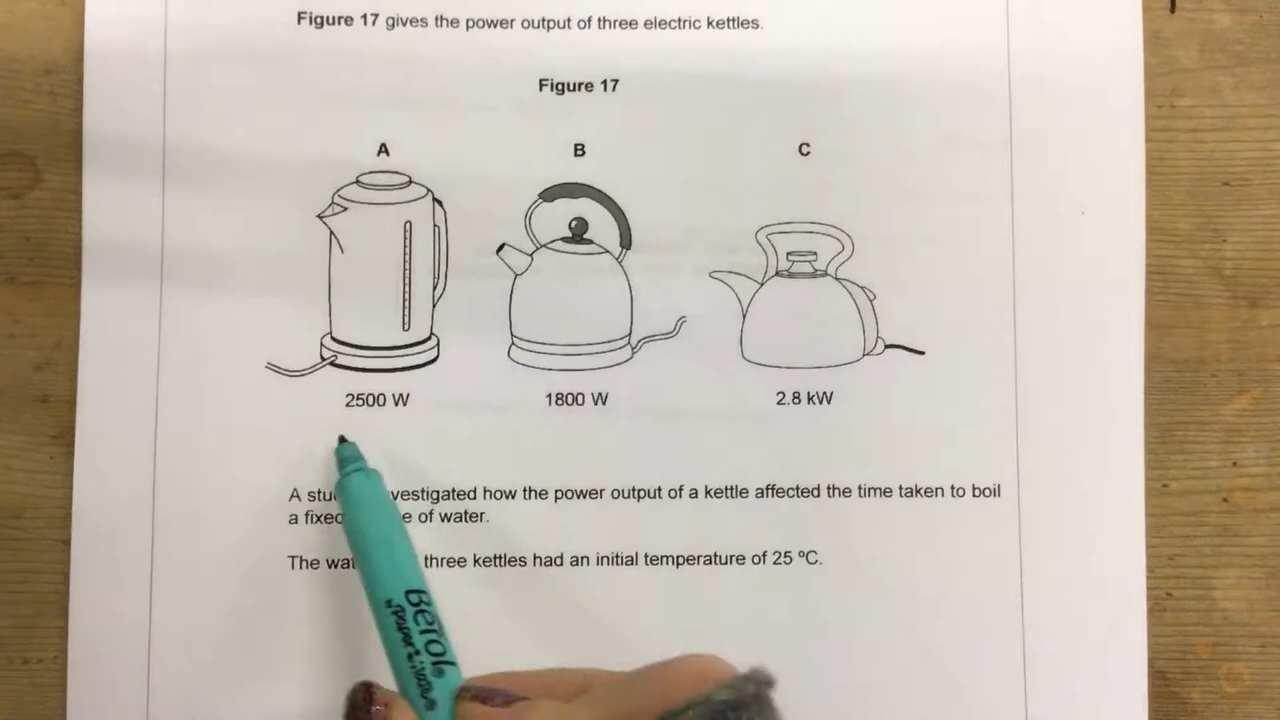 Figure 17 gives the power output of three electric kettles.
Figure 17
A B C
2500 W 1800 W 2.8 kW
A vestigated how the power output of a kettle affected the time taken to boil
a fixed of water.
The three kettles had an initial temperature of 25 ºC.
Berol